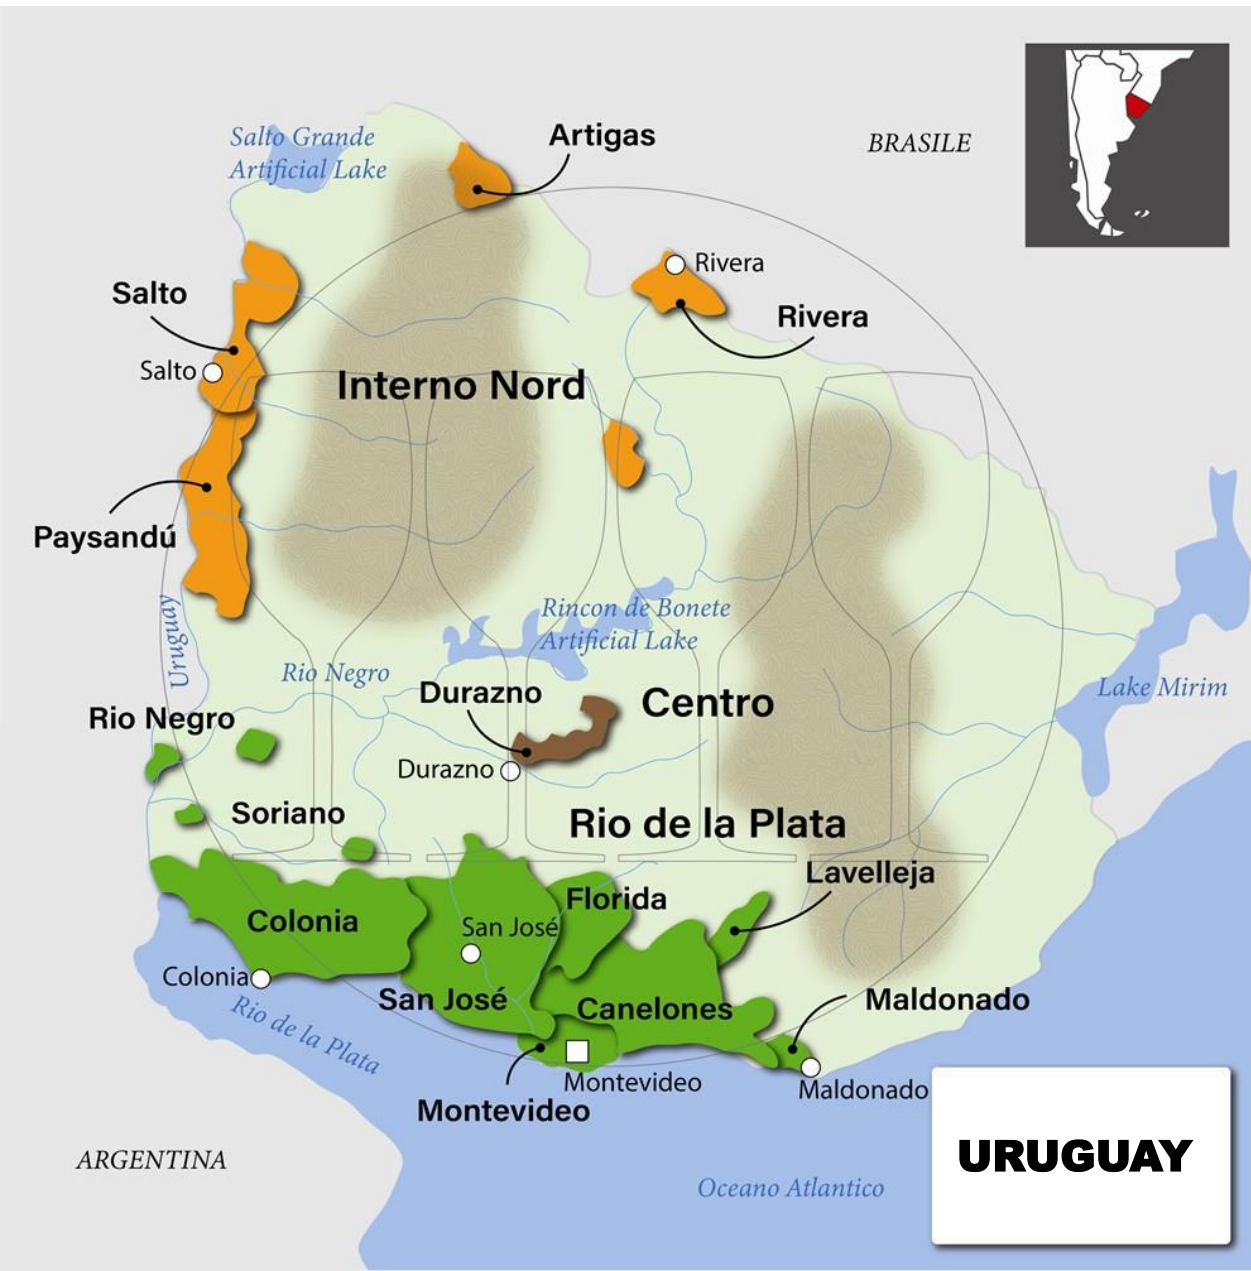 Salto Grande
Artificial Lake
Artigas
BRASILE
Rivera
Salto
Rivera
Salto
Interno Nord
Paysandú
Uruguay
Rincon de Bonete
Artificial Lake
Rio Negro
Durazno
Centro
Lake Mirim
Rio Negro
Durazno
Soriano
Rio de la Plata
Lavelleja
Florida
Colonia
San José
Colonia
San José
Canelones
Maldonado
Rio de la Plata
Montevideo
Maldonado
Montevideo
ARGENTINA
URUGUAY
Oceano Atlantico